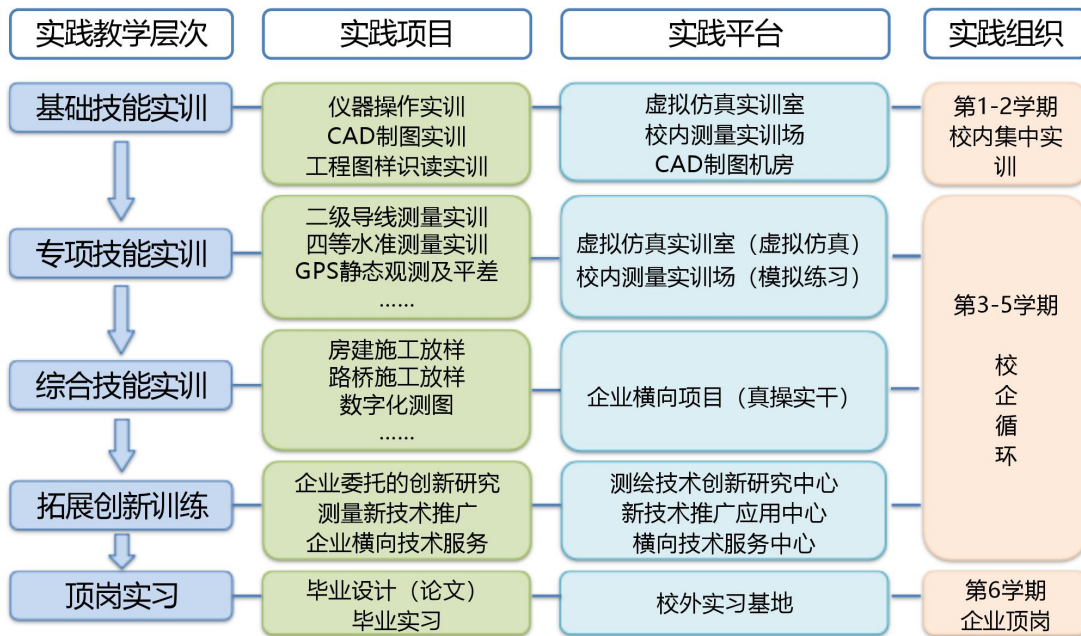 实践教学层次
实践项目
实践平台
实践组织
基础技能实训
仪器操作实训
CAD制图实训
工程图样识读实训
虚拟仿真实训室
校内测量实训场
CAD制图机房
第1-2学期
校内集中实
训
专项技能实训
二级导线测量实训
四等水准测量实训
GPS静态观测及平差
……
虚拟仿真实训室（虚拟仿真）
校内测量实训场（模拟练习）
第3-5学期
校
企
循
环
综合技能实训
房建施工放样
路桥施工放样
数字化测图
……
企业横向项目（真操实干）
拓展创新训练
企业委托的创新研究
测量新技术推广
企业横向技术服务
测绘技术创新研究中心
新技术推广应用中心
横向技术服务中心
顶岗实习
毕业设计（论文）
毕业实习
校外实习基地
第6学期
企业顶岗